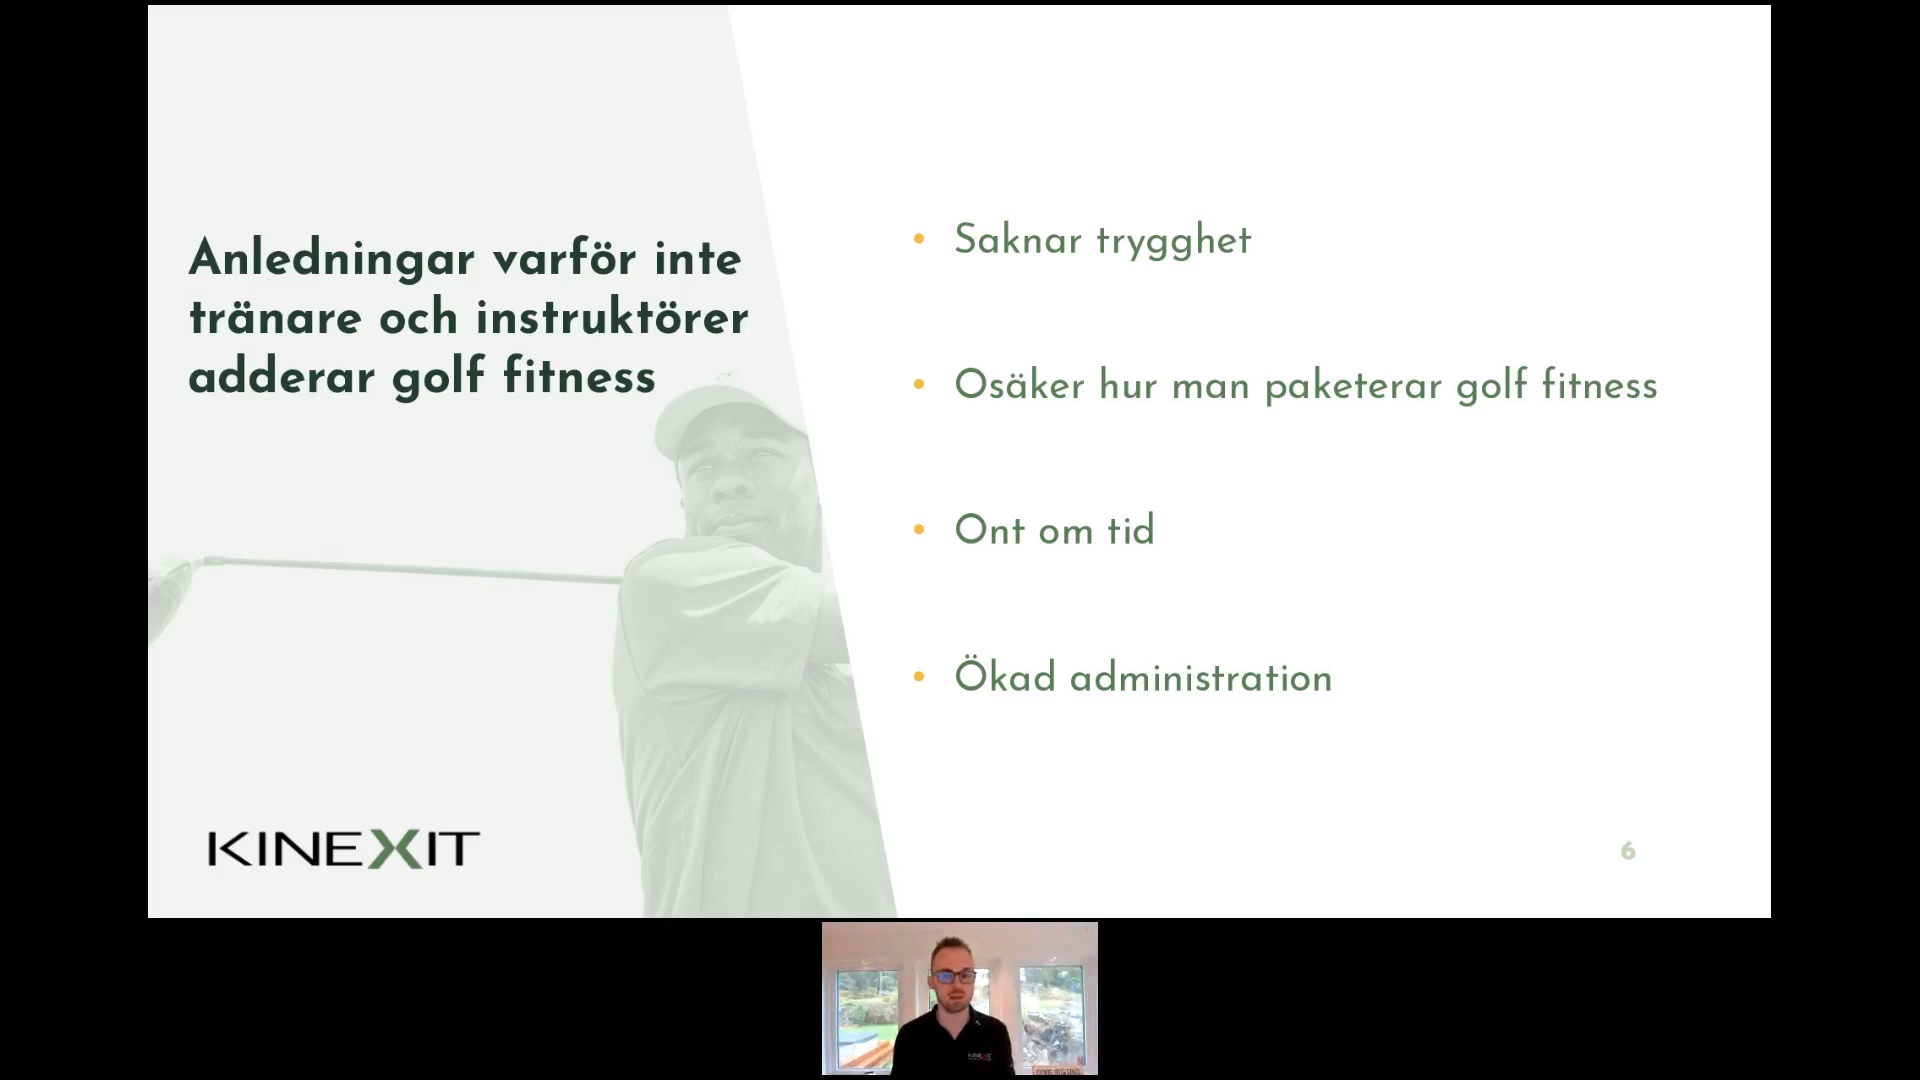 Anledningar varför inte
tränare och instruktörer
adderar golf fitness
• Saknar trygghet
• Osäker hur man paketerar golf fitness
• Ont om tid
• Ökad administration
KINEXIT
6
KINEXIT